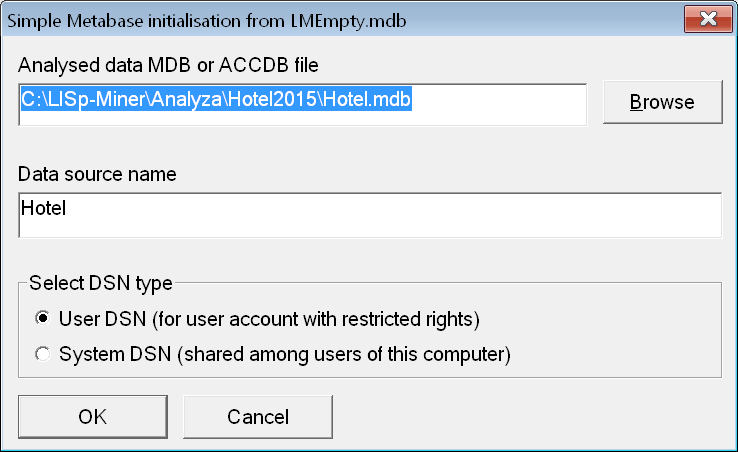 Simple Metabase initialisation from LMEmpty.mdb
Analysed data MDB or ACCDB file
C:\LISp-Miner\Analyza\Hotel2015\Hotel.mdb
Browse
Data source name
Hotel
Select DSN type
User DSN (for user account with restricted rights)
System DSN (shared among users of this computer)
OK
Cancel